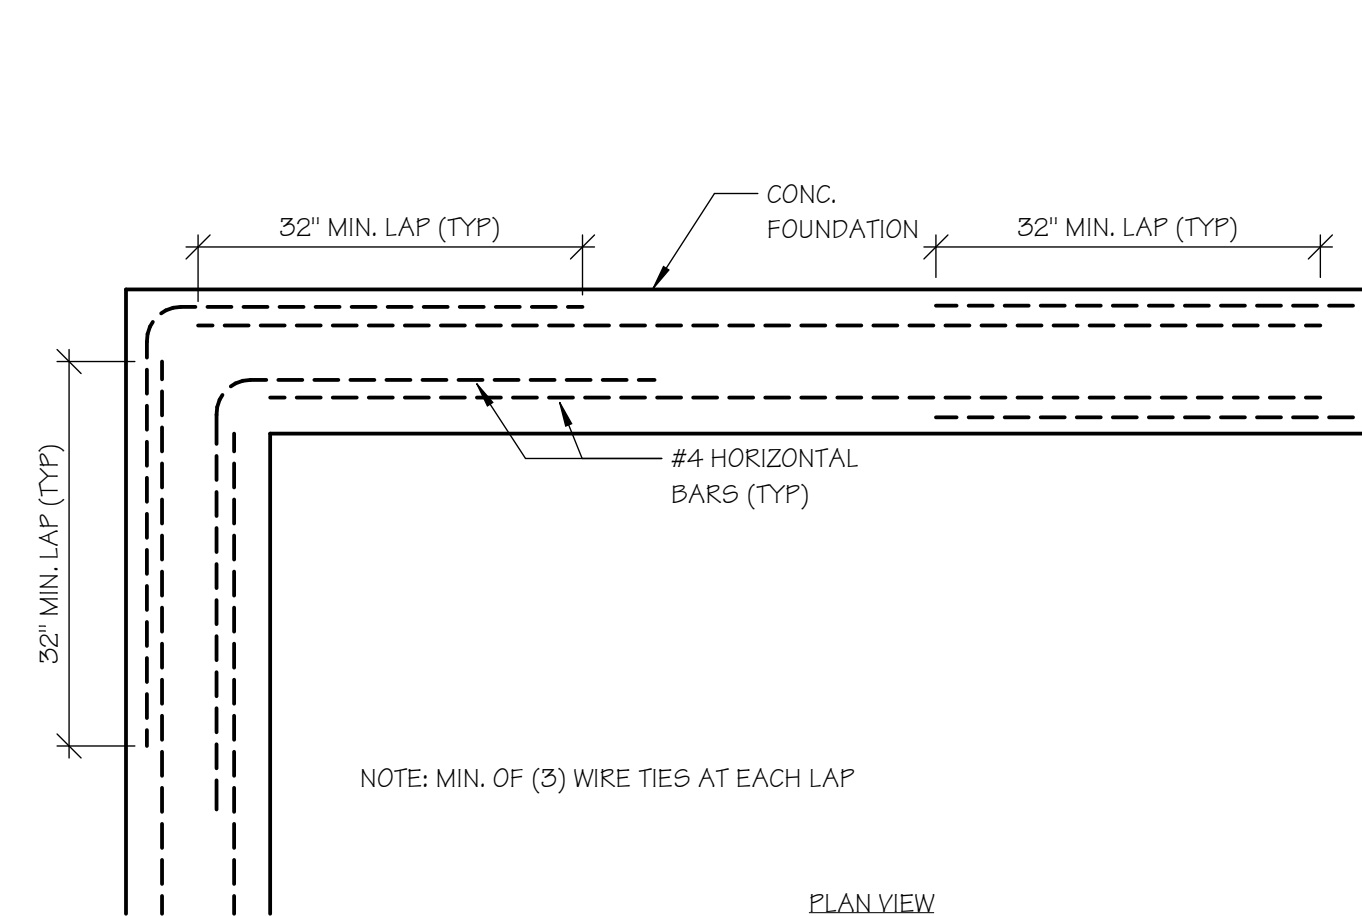 CONC.
FOUNDATION
32" MIN. LAP (TYP)
32" MIN. LAP (TYP)
32" MIN. LAP (TYP)
#4 HORIZONTAL
BARS (TYP)
NOTE: MIN. OF (3) WIRE TIES AT EACH LAP
PLAN VIEW